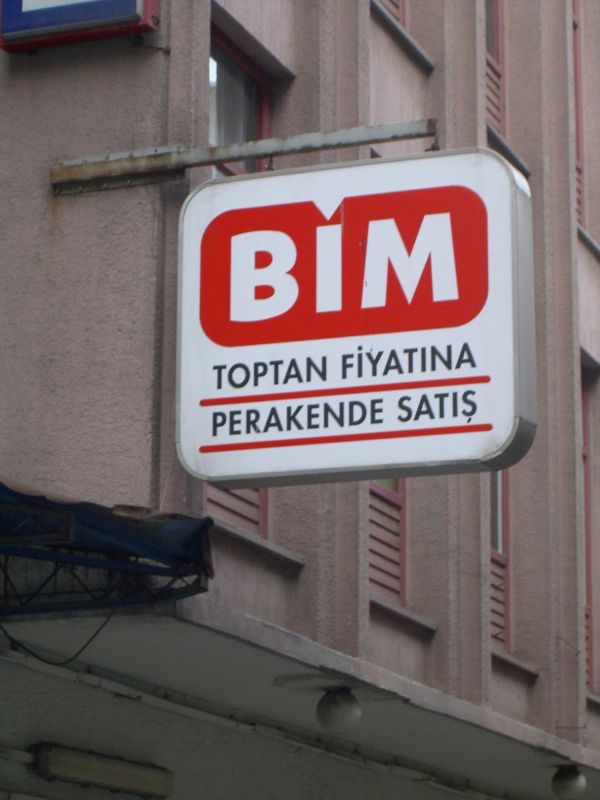 BİM
TOPTAN FİYATINA
PERAKENDE SATIŞ